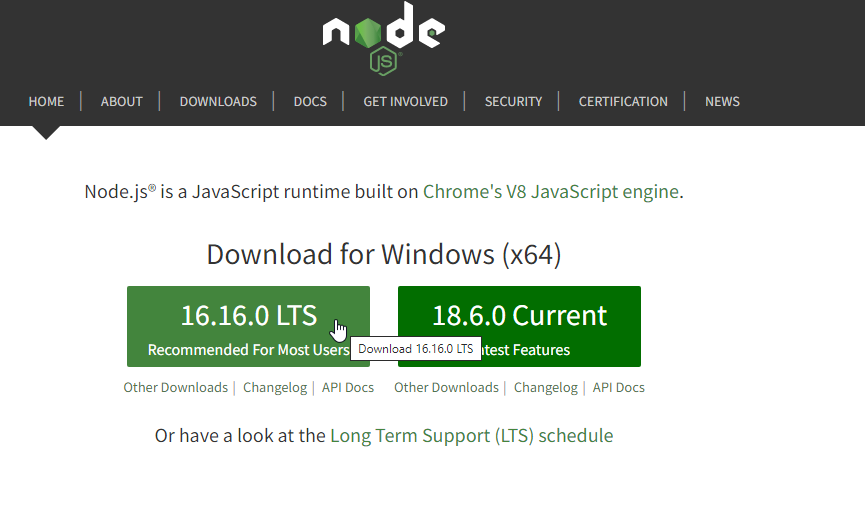 node
JS
HOME | ABOUT | DOWNLOADS | DOCS | GET INVOLVED | SECURITY | CERTIFICATION | NEWS
Node.js® is a JavaScript runtime built on Chrome's V8 JavaScript engine.
Download for Windows (x64)
16.16.0 LTS
Recommended For Most Users
18.6.0 Current
atest Features
Download 16.16.0 LTS
Other Downloads | Changelog | API Docs
Other Downloads | Changelog | API Docs
Or have a look at the Long Term Support (LTS) schedule